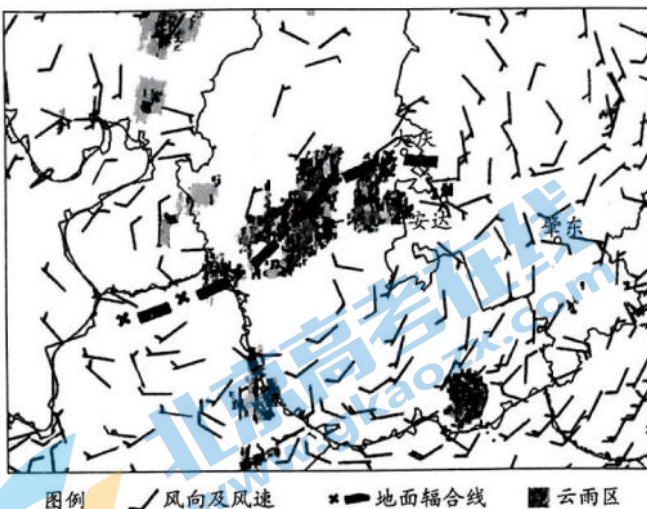 大庆
安达
肇东
北京高考在线
www.gkaozx.com
图例 风向及风速 地面辐合线 云雨区